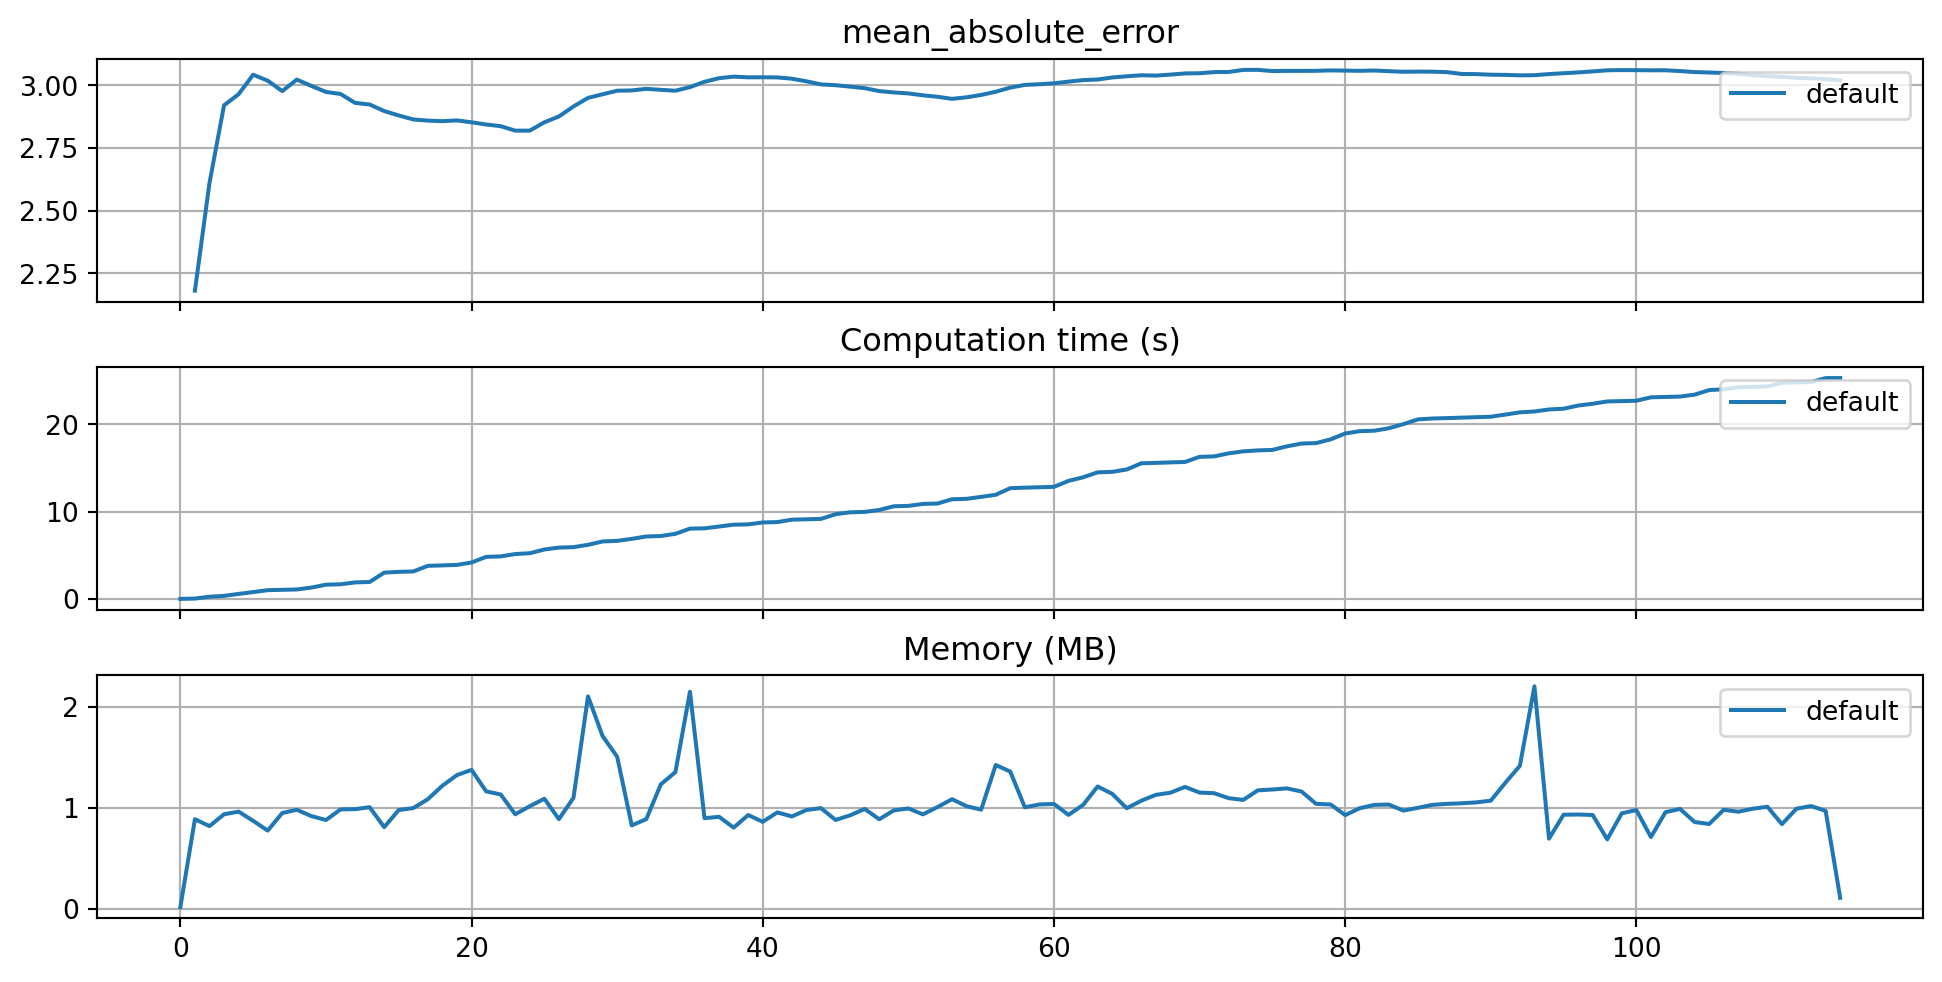 mean_absolute_error
3.00
default
2.75
2.50
2.25
Computation time (s)
default
20
10
0
Memory (MB)
2
default
1
0
0 20 40 60 80 100